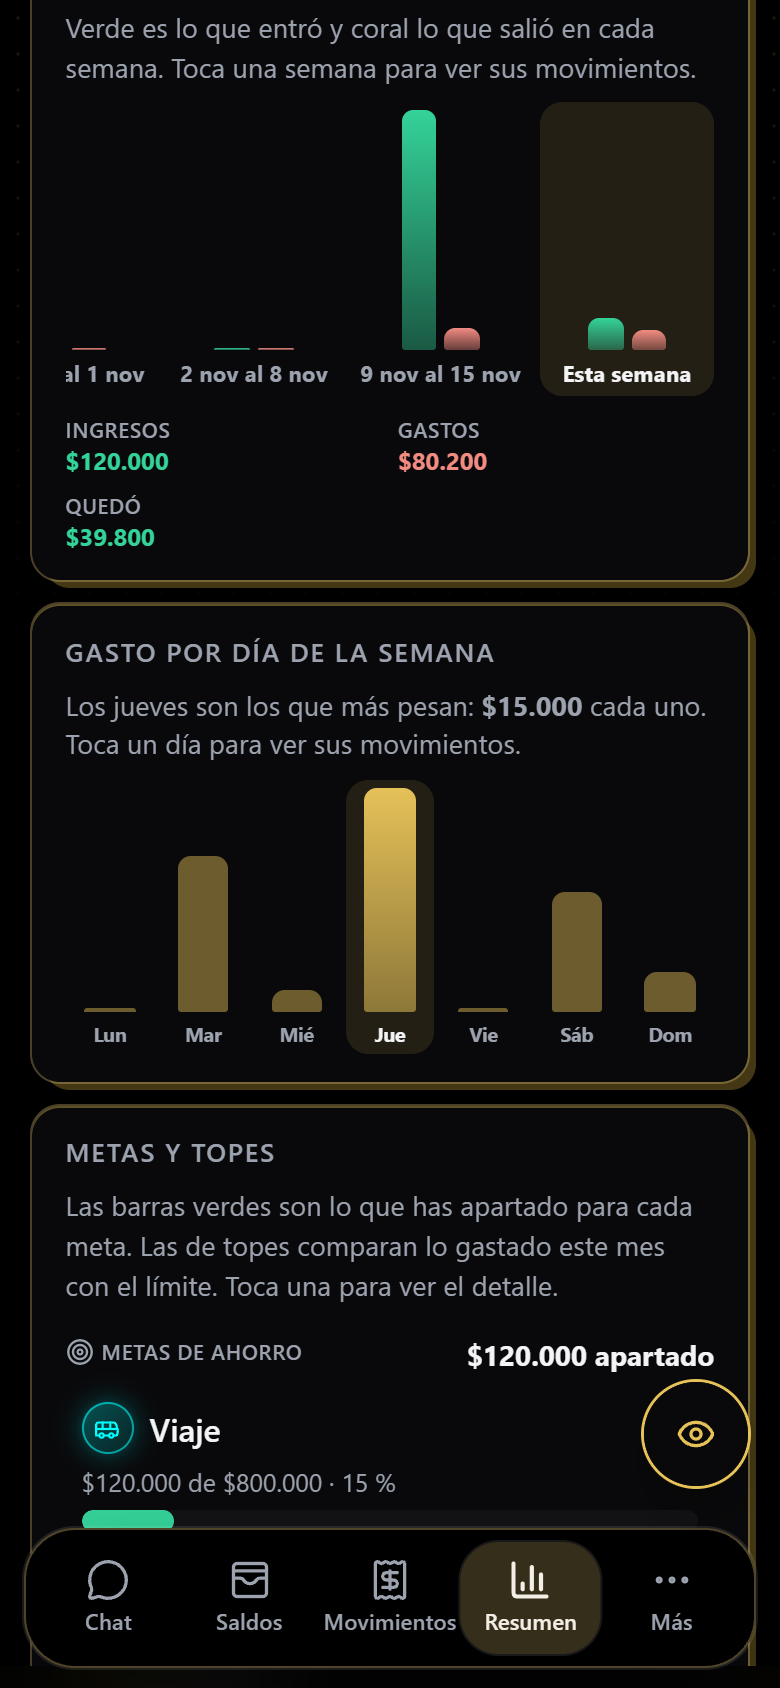 Verde es lo que entró y coral lo que salió en cada
semana. Toca una semana para ver sus movimientos.
al 1 nov
2 nov al 8 nov
9 nov al 15 nov
Esta semana
INGRESOS
$120.000
GASTOS
$80.200
QUEDÓ
$39.800
GASTO POR DÍA DE LA SEMANA
Los jueves son los que más pesan: $15.000 cada uno.
Toca un día para ver sus movimientos.
Lun
Mar
Mié
Jue
Vie
Sáb
Dom
METAS Y TOPES
Las barras verdes son lo que has apartado para cada
meta. Las de topes comparan lo gastado este mes
con el límite. Toca una para ver el detalle.
METAS DE AHORRO
$120.000 apartado
Viaje
$120.000 de $800.000 · 15 %
Chat
Saldos
Movimientos
Resumen
Más